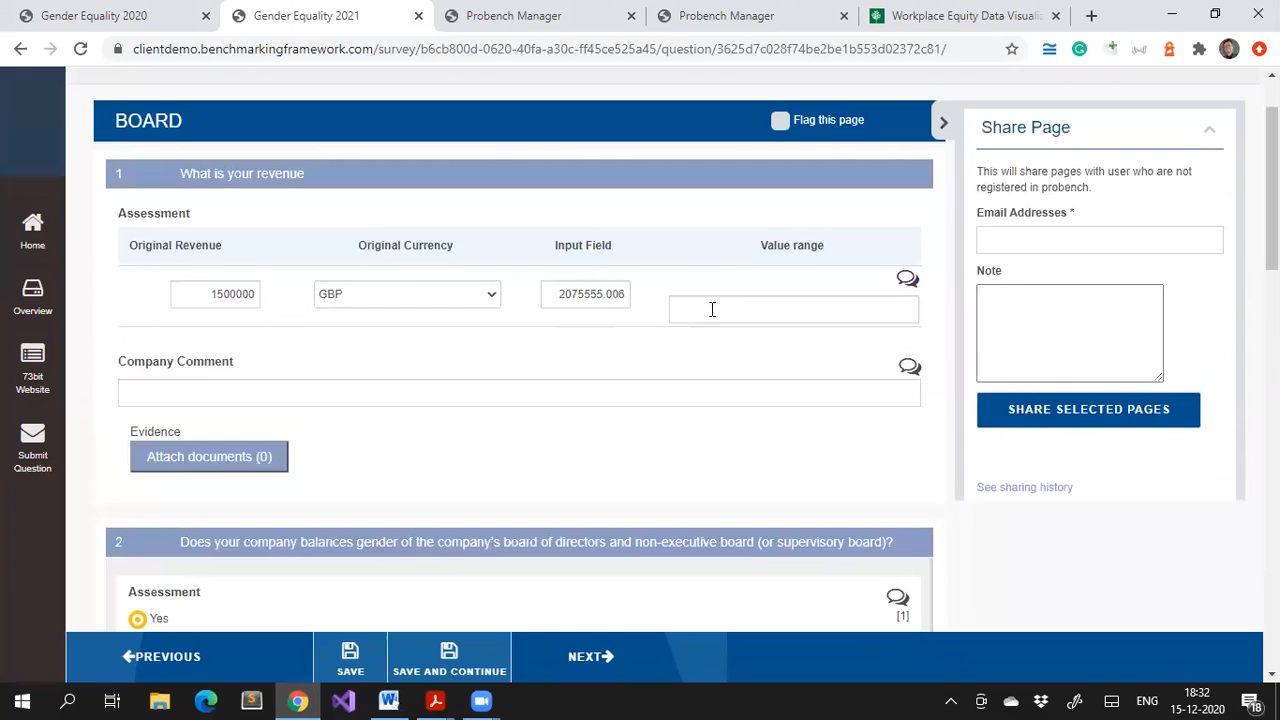 Gender Equality 2020
Gender Equality 2021
Probench Manager
Probench Manager
Workplace Equity Data Visualiz
clientdemo.benchmarkingframework.com/survey/b6cb800d-0620-40fa-a30c-ff45ce525a45/question/3625d7c028f74be2be1b553d02372c81/
BOARD
Flag this page
1 What is your revenue
Assessment
Original Revenue Original Currency Input Field Value range
1500000 GBP 2075555.006
Company Comment
Evidence
Attach documents (0)
2 Does your company balances gender of the company's board of directors and non-executive board (or supervisory board)?
Assessment
[1]
Yes
Share Page
This will share pages with user who are not
registered in probench.
Email Addresses *
Note
SHARE SELECTED PAGES
See sharing history
Home
Overview
73bit
Website
Submit
Question
PREVIOUS
SAVE
SAVE AND CONTINUE
NEXT
ENG
18:32
15-12-2020
18